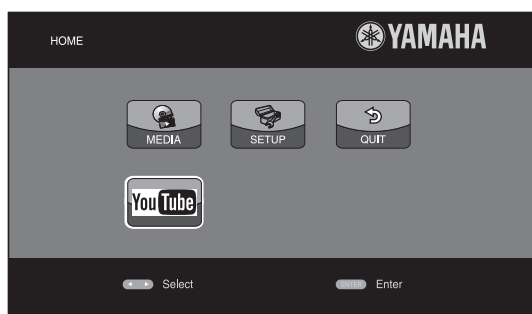 HOME
YAMAHA
MEDIA
SETUP
QUIT
YouTube
Select
ENTER Enter